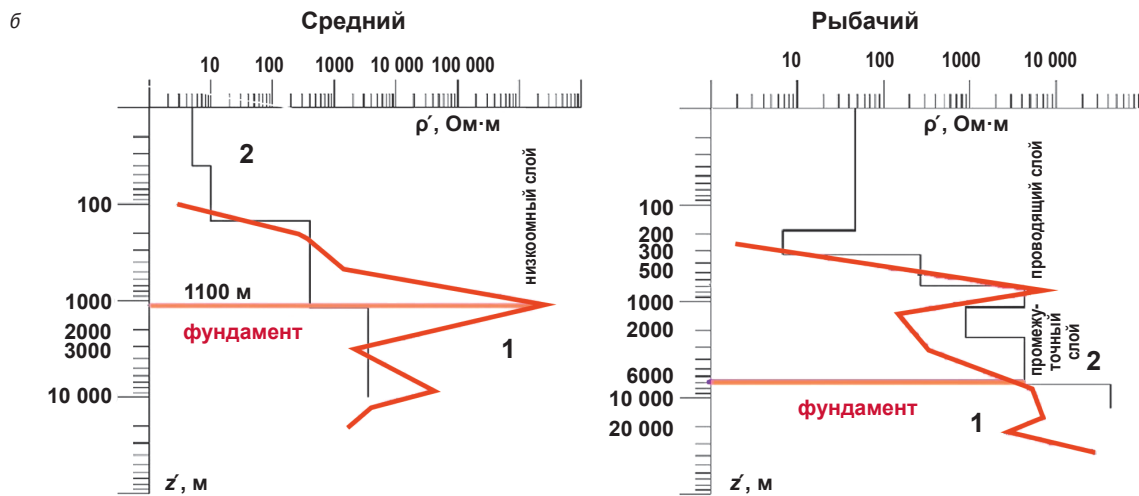 б
Средний
10 100 1000 10 000 100 000
ρ′, Ом·м
2
низкоомный слой
100
1000
1100 м
2000
фундамент
3000
1
10 000
z′, м
Рыбачий
10 100 1000 10 000
ρ′, Ом·м
проводящий слой
100
200
300
500
1000
2000
промежу-
точный
слой
2
6000
10 000
фундамент
1
20 000
z′, м